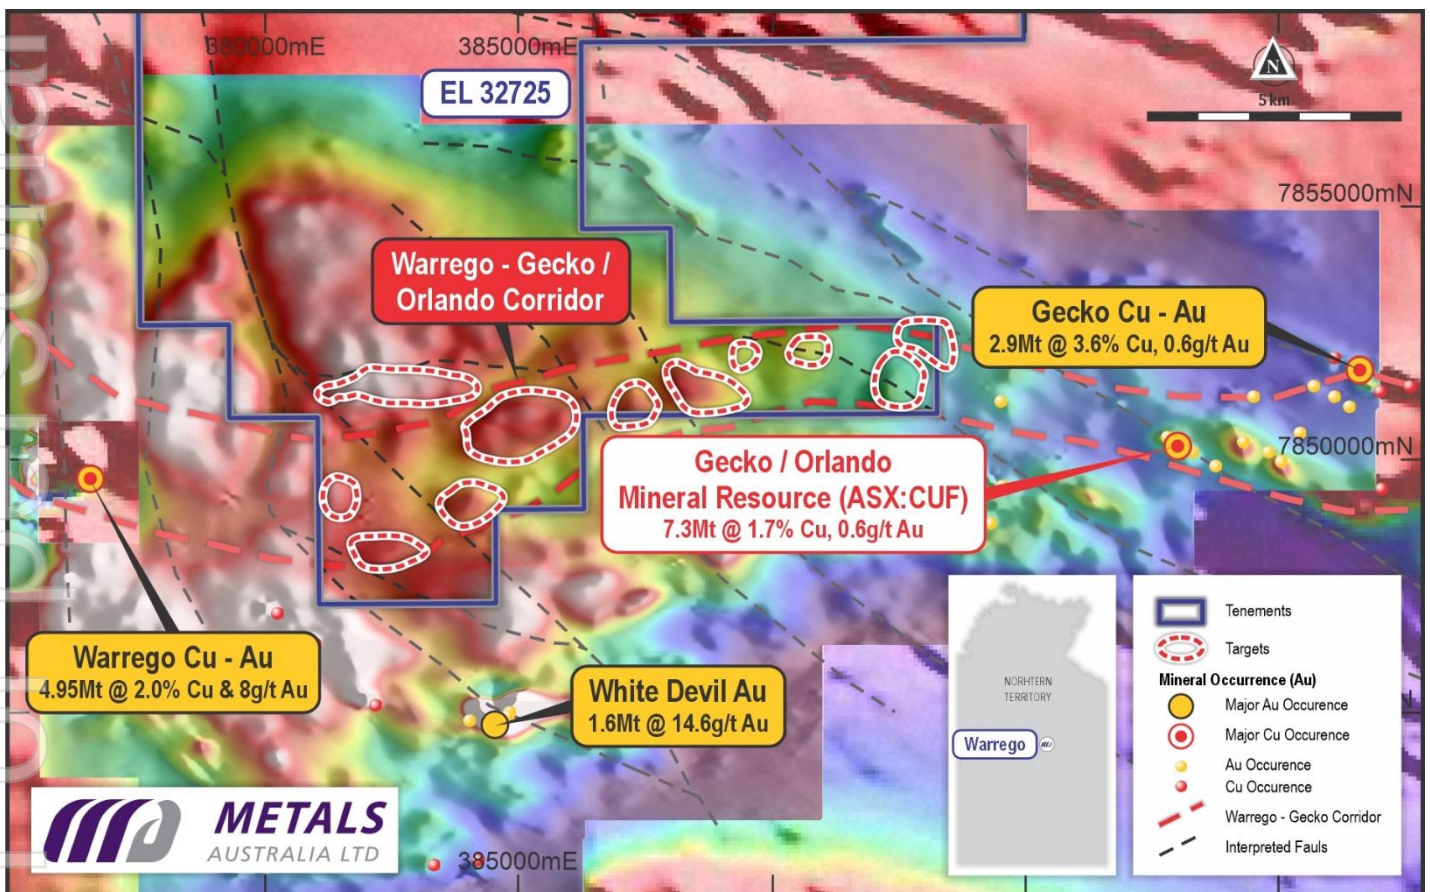 380000mE
385000mE
EL 32725
N
5 km
7855000mN
Warrego - Gecko /
Orlando Corridor
Gecko Cu - Au
2.9Mt @ 3.6% Cu, 0.6g/t Au
7850000mN
Gecko / Orlando
Mineral Resource (ASX:CUF)
7.3Mt @ 1.7% Cu, 0.6g/t Au
Warrego Cu - Au
4.95Mt @ 2.0% Cu & 8g/t Au
White Devil Au
1.6Mt @ 14.6g/t Au
NORHTERN
TERRITORY
Warrego
Tenements
Targets
Mineral Occurrence (Au)
Major Au Occurence
Major Cu Occurence
Au Occurence
Cu Occurence
Warrego - Gecko Corridor
Interpreted Fauls
METALS
AUSTRALIA LTD
385000mE